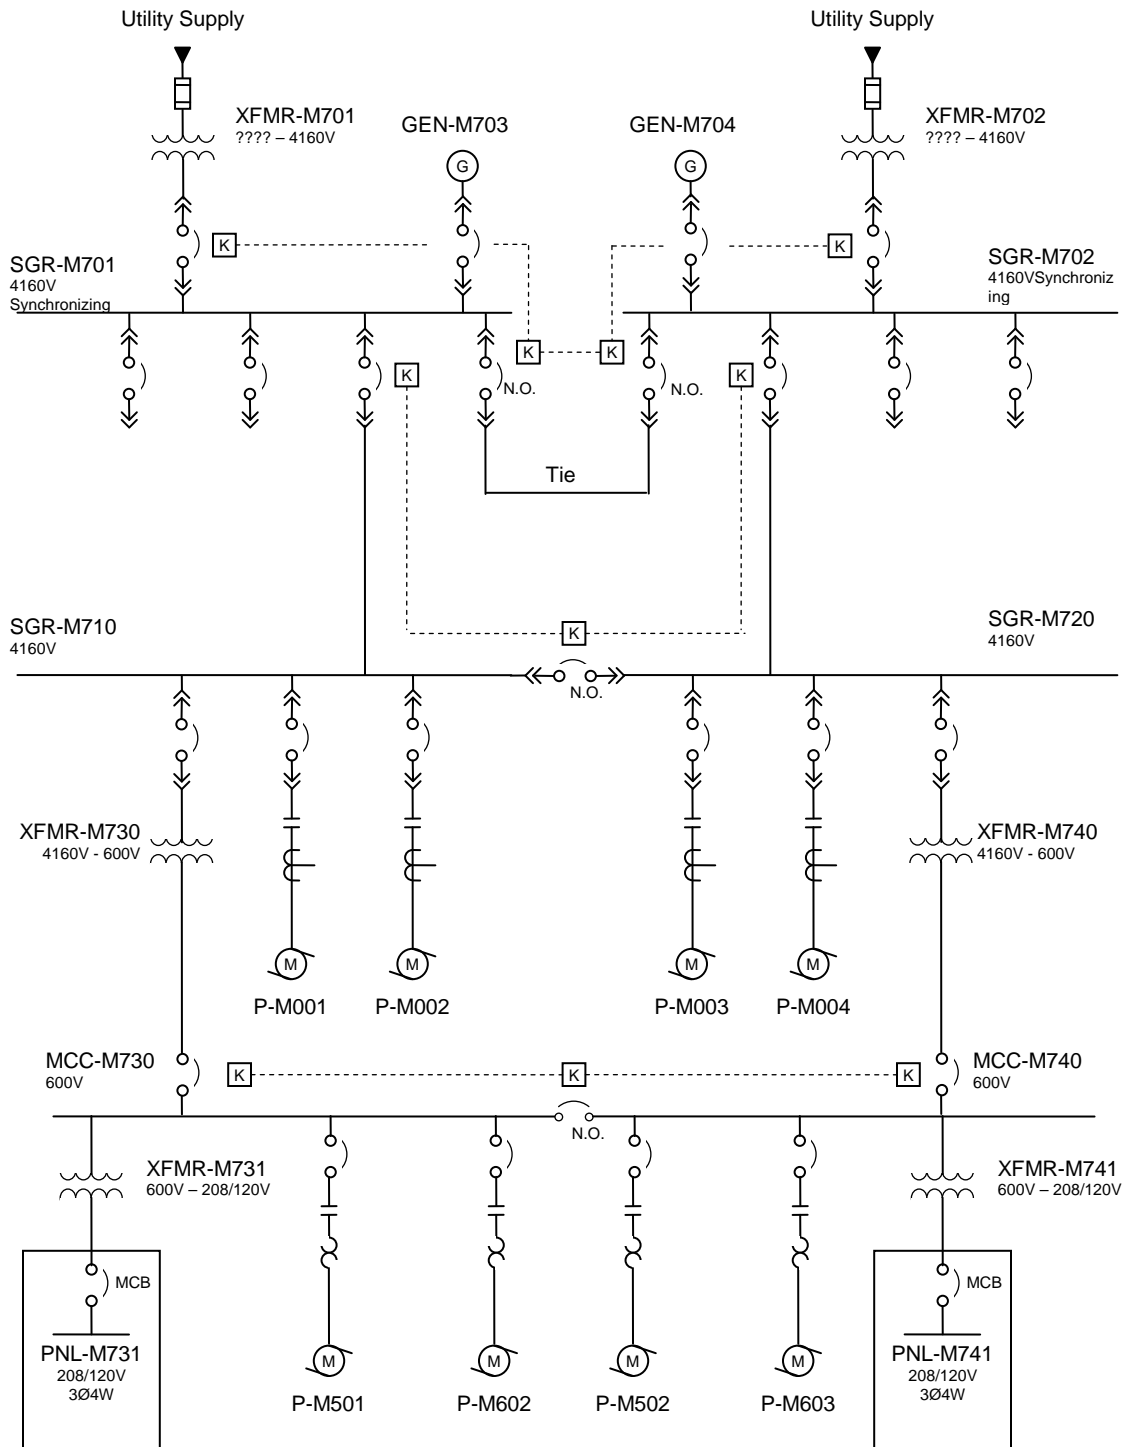 Utility Supply
Utility Supply
XFMR-M701
???? – 4160V
GEN-M703
GEN-M704
XFMR-M702
???? – 4160V
G
G
K
K
SGR-M701
4160V
Synchronizing
SGR-M702
4160VSynchroniz
ing
K
K
K
K
N.O.
N.O.
Tie
SGR-M710
4160V
K
SGR-M720
4160V
N.O.
XFMR-M730
4160V - 600V
XFMR-M740
4160V - 600V
M
M
M
M
P-M001
P-M002
P-M003
P-M004
MCC-M730
600V
K
K
K
MCC-M740
600V
N.O.
XFMR-M731
600V – 208/120V
XFMR-M741
600V – 208/120V
MCB
MCB
PNL-M731
208/120V
3Ø4W
M
M
M
M
PNL-M741
208/120V
3Ø4W
P-M501
P-M602
P-M502
P-M603